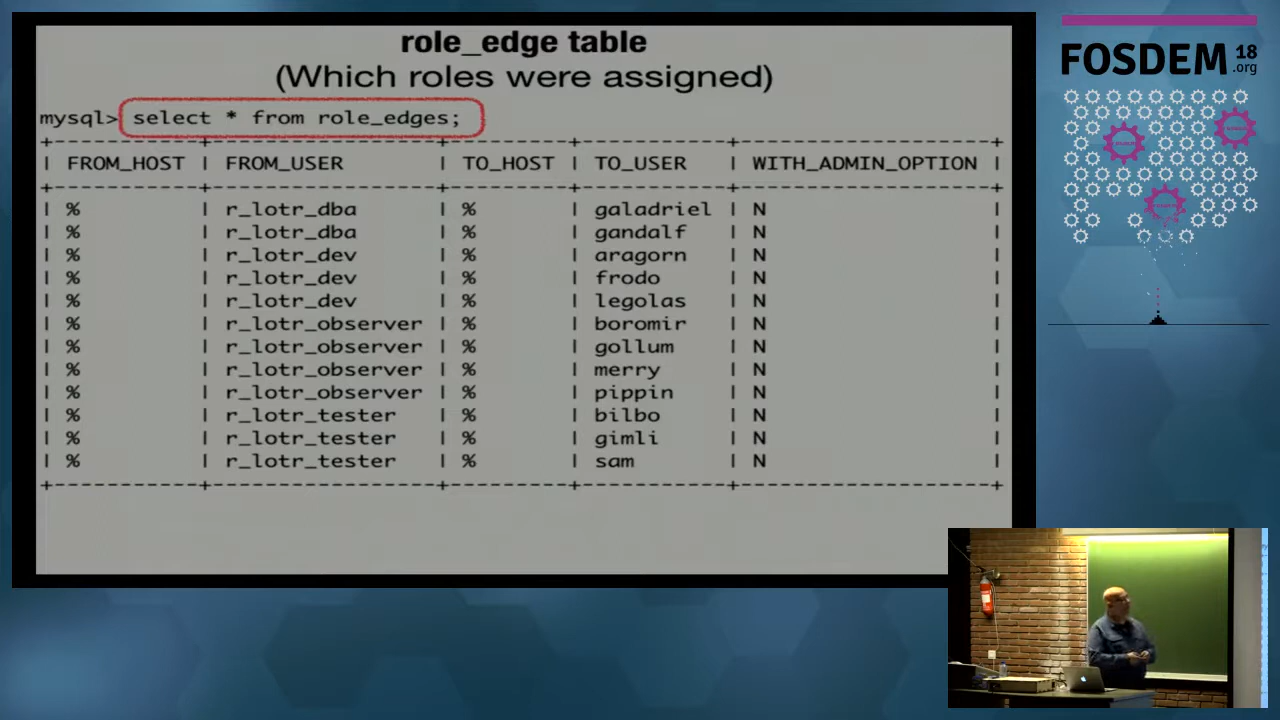 role_edge table
(Which roles were assigned)
mysql> select * from role_edges;
+-----------+-----------------+---------+-----------+-------------------+
| FROM_HOST | FROM_USER | TO_HOST | TO_USER | WITH_ADMIN_OPTION |
+-----------+-----------------+---------+-----------+-------------------+
| % | r_lotr_dba | % | galadriel | N |
| % | r_lotr_dba | % | gandalf | N |
| % | r_lotr_dev | % | aragorn | N |
| % | r_lotr_dev | % | frodo | N |
| % | r_lotr_dev | % | legolas | N |
| % | r_lotr_observer | % | boromir | N |
| % | r_lotr_observer | % | gollum | N |
| % | r_lotr_observer | % | merry | N |
| % | r_lotr_observer | % | pippin | N |
| % | r_lotr_tester | % | bilbo | N |
| % | r_lotr_tester | % | gimli | N |
| % | r_lotr_tester | % | sam | N |
+-----------+-----------------+---------+-----------+-------------------+
FOSDEM 18
.org